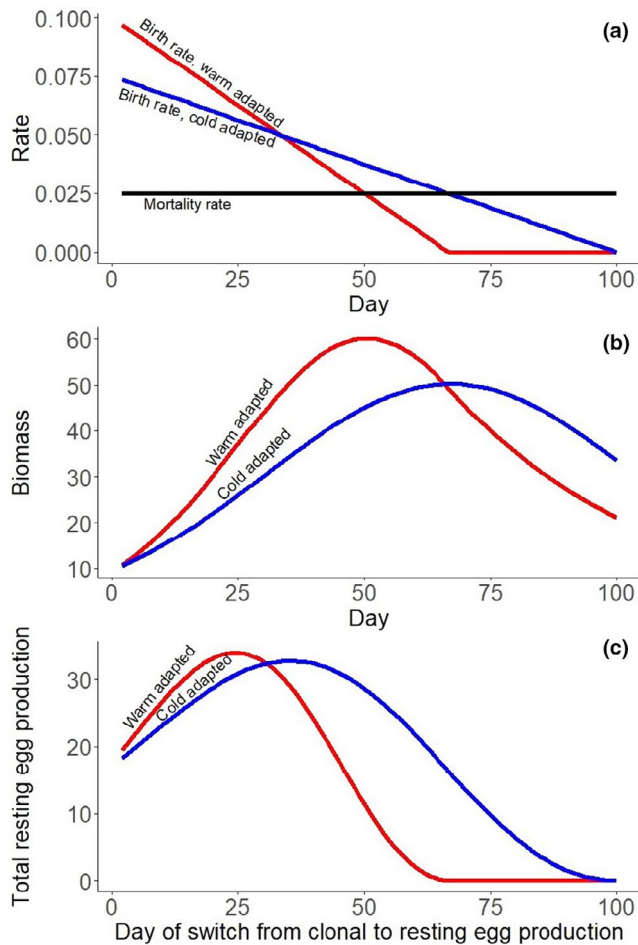 (a)
0.100
0.075
0.050
0.025
0.000
Rate
Birth rate. warm adapted
Birth rate, cold adapted
Mortality rate
0
25
50
75
100
Day
(b)
60
50
40
30
20
10
Biomass
Warm adapted
Cold adapted
0
25
50
75
100
Day
(c)
30
20
10
0
Total resting egg production
Warm adapted
Cold adapted
0
25
50
75
100
Day of switch from clonal to resting egg production